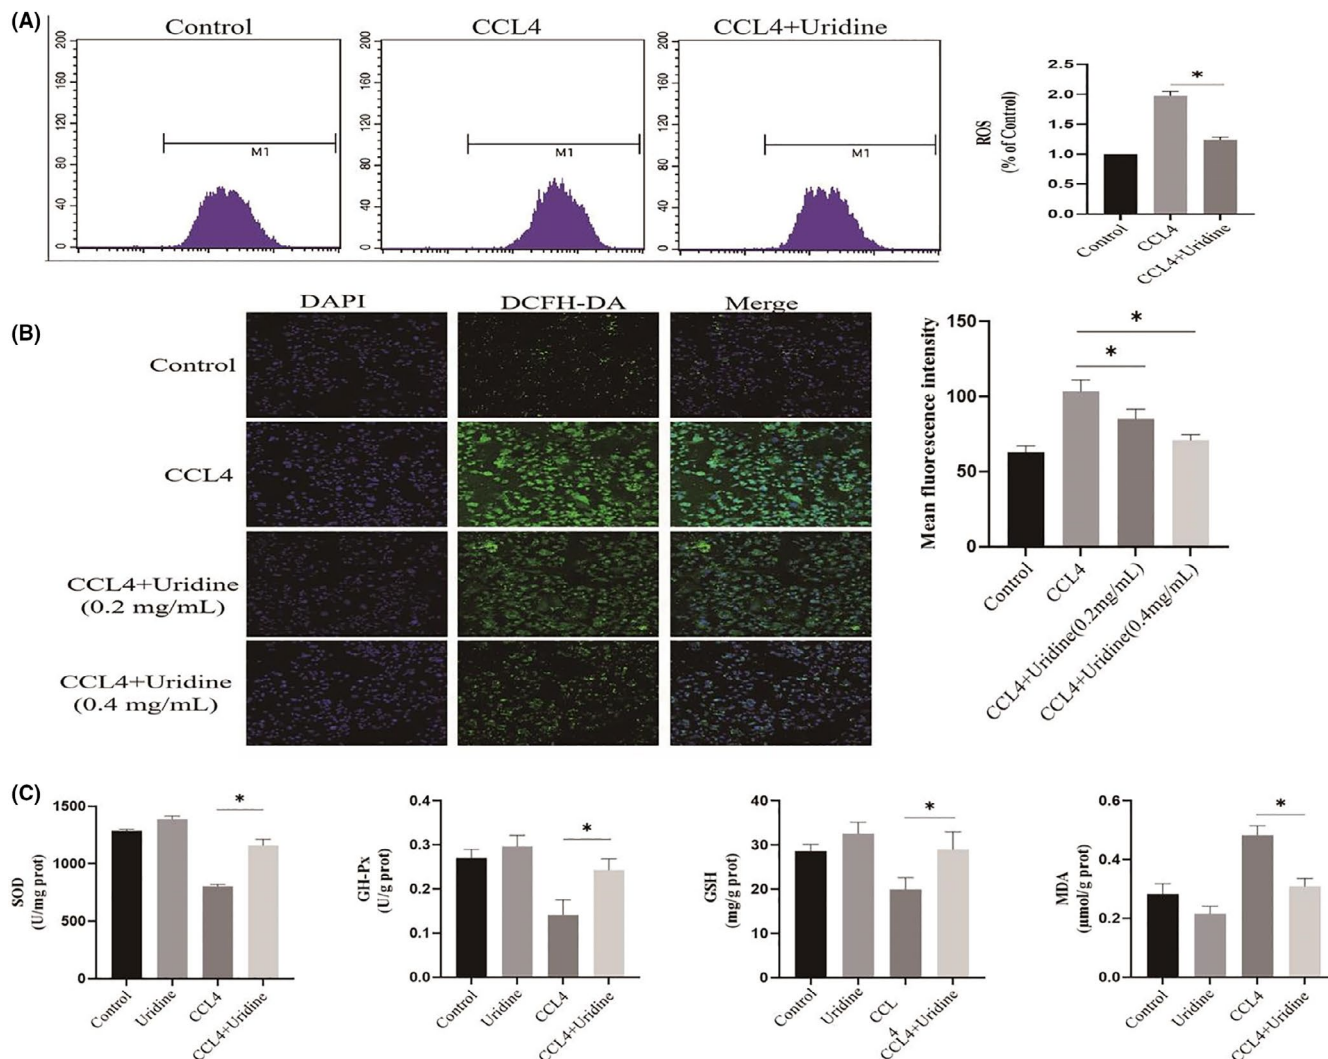 (A)
Control
CCL4
CCL4+Uridine
200
160
120
80
40
0
M1
200
160
120
80
40
0
M1
200
160
120
80
40
0
M1
ROS
(% of Control)
2.5
2.0
1.5
1.0
0.5
0.0
*
Control
CCL4
CCL4+Uridine
(B)
DAPI
DCFH-DA
Merge
Control
CCL4
CCL4+Uridine
(0.2 mg/mL)
CCL4+Uridine
(0.4 mg/mL)
Mean fluorescence intensity
150
100
50
0
*
*
Control
CCL4
CCL4+Uridine(0.2mg/mL)
CCL4+Uridine(0.4mg/mL)
(C)
SOD
(U/mg prot)
1500
1000
500
0
*
Control
Uridine
CCL4
CCL4+Uridine
GH-Px
(U/g prot)
0.4
0.3
0.2
0.1
0.0
*
Control
Uridine
CCL4
CCL4+Uridine
GSH
(mg/g prot)
40
30
20
10
0
*
Control
Uridine
CCL
4
CCL4+Uridine
MDA
(μmol/g prot)
0.6
0.4
0.2
0.0
*
Control
Uridine
CCL4
CCL4+Uridine